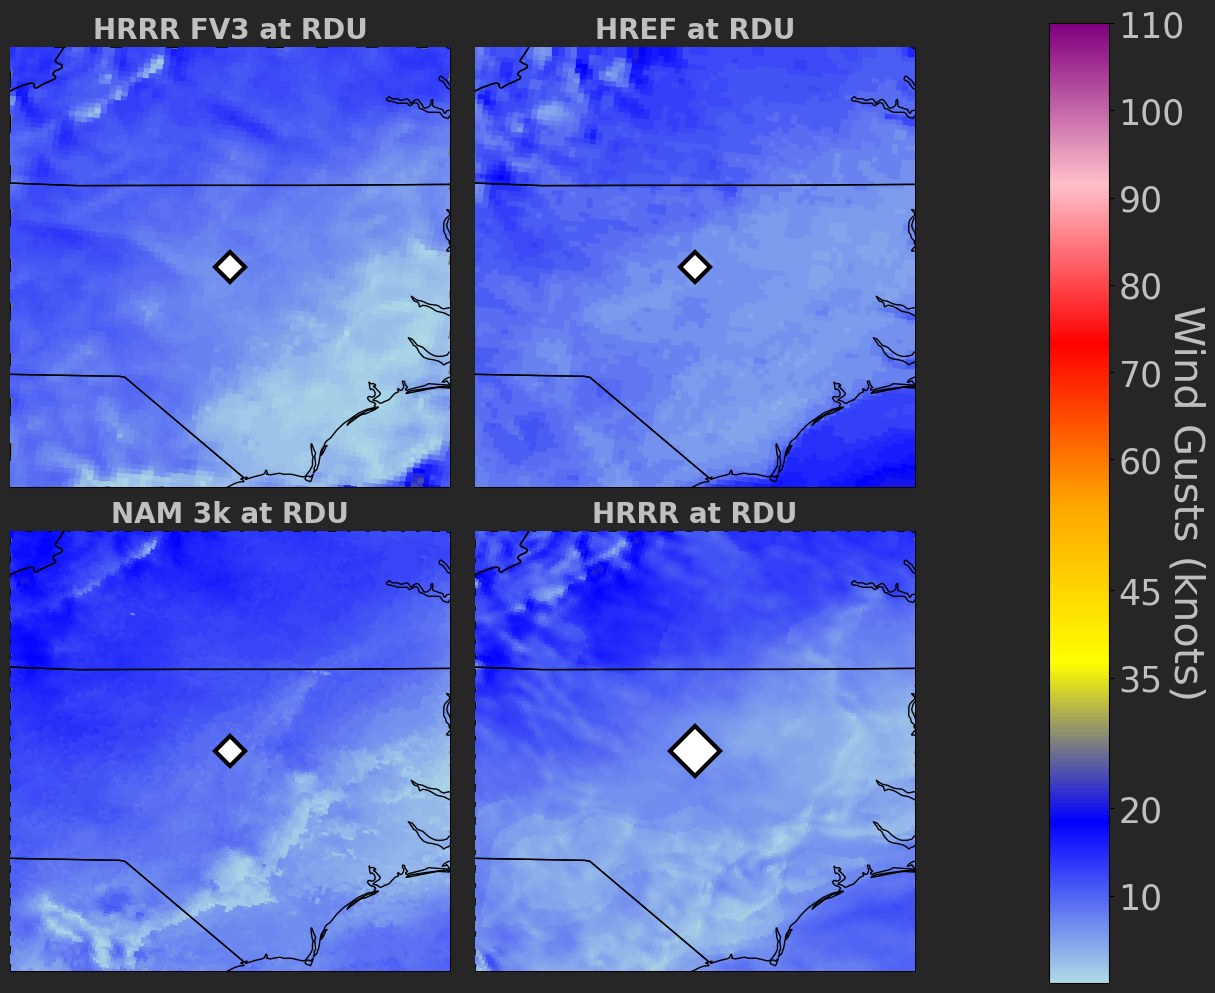 HRRR FV3 at RDU
HREF at RDU
NAM 3k at RDU
HRRR at RDU
110
100
90
80
70
60
45
35
20
10
Wind Gusts (knots)